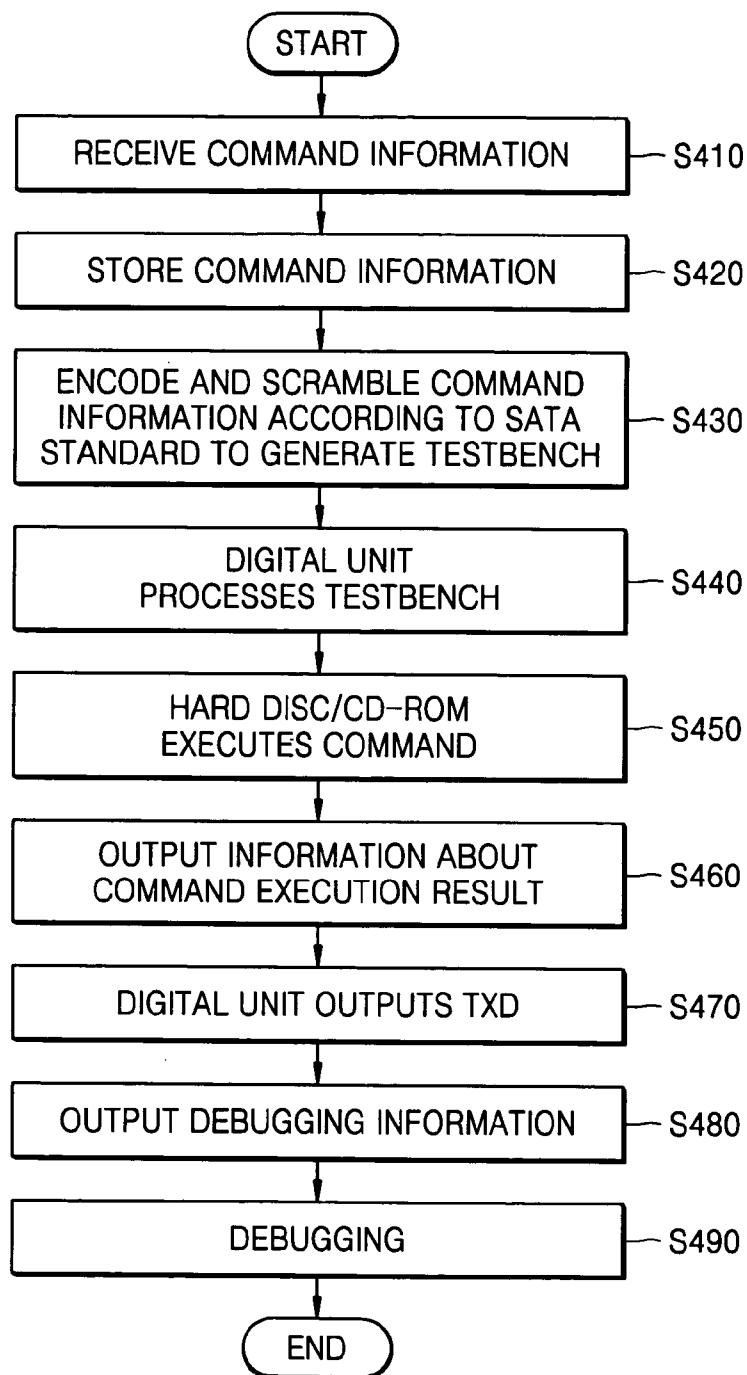 START
RECEIVE COMMAND INFORMATION
S410
STORE COMMAND INFORMATION
S420
ENCODE AND SCRAMBLE COMMAND
INFORMATION ACCORDING TO SATA
STANDARD TO GENERATE TESTBENCH
S430
DIGITAL UNIT
PROCESSES TESTBENCH
S440
HARD DISC/CD-ROM
EXECUTES COMMAND
S450
OUTPUT INFORMATION ABOUT
COMMAND EXECUTION RESULT
S460
DIGITAL UNIT OUTPUTS TXD
S470
OUTPUT DEBUGGING INFORMATION
S480
DEBUGGING
S490
END